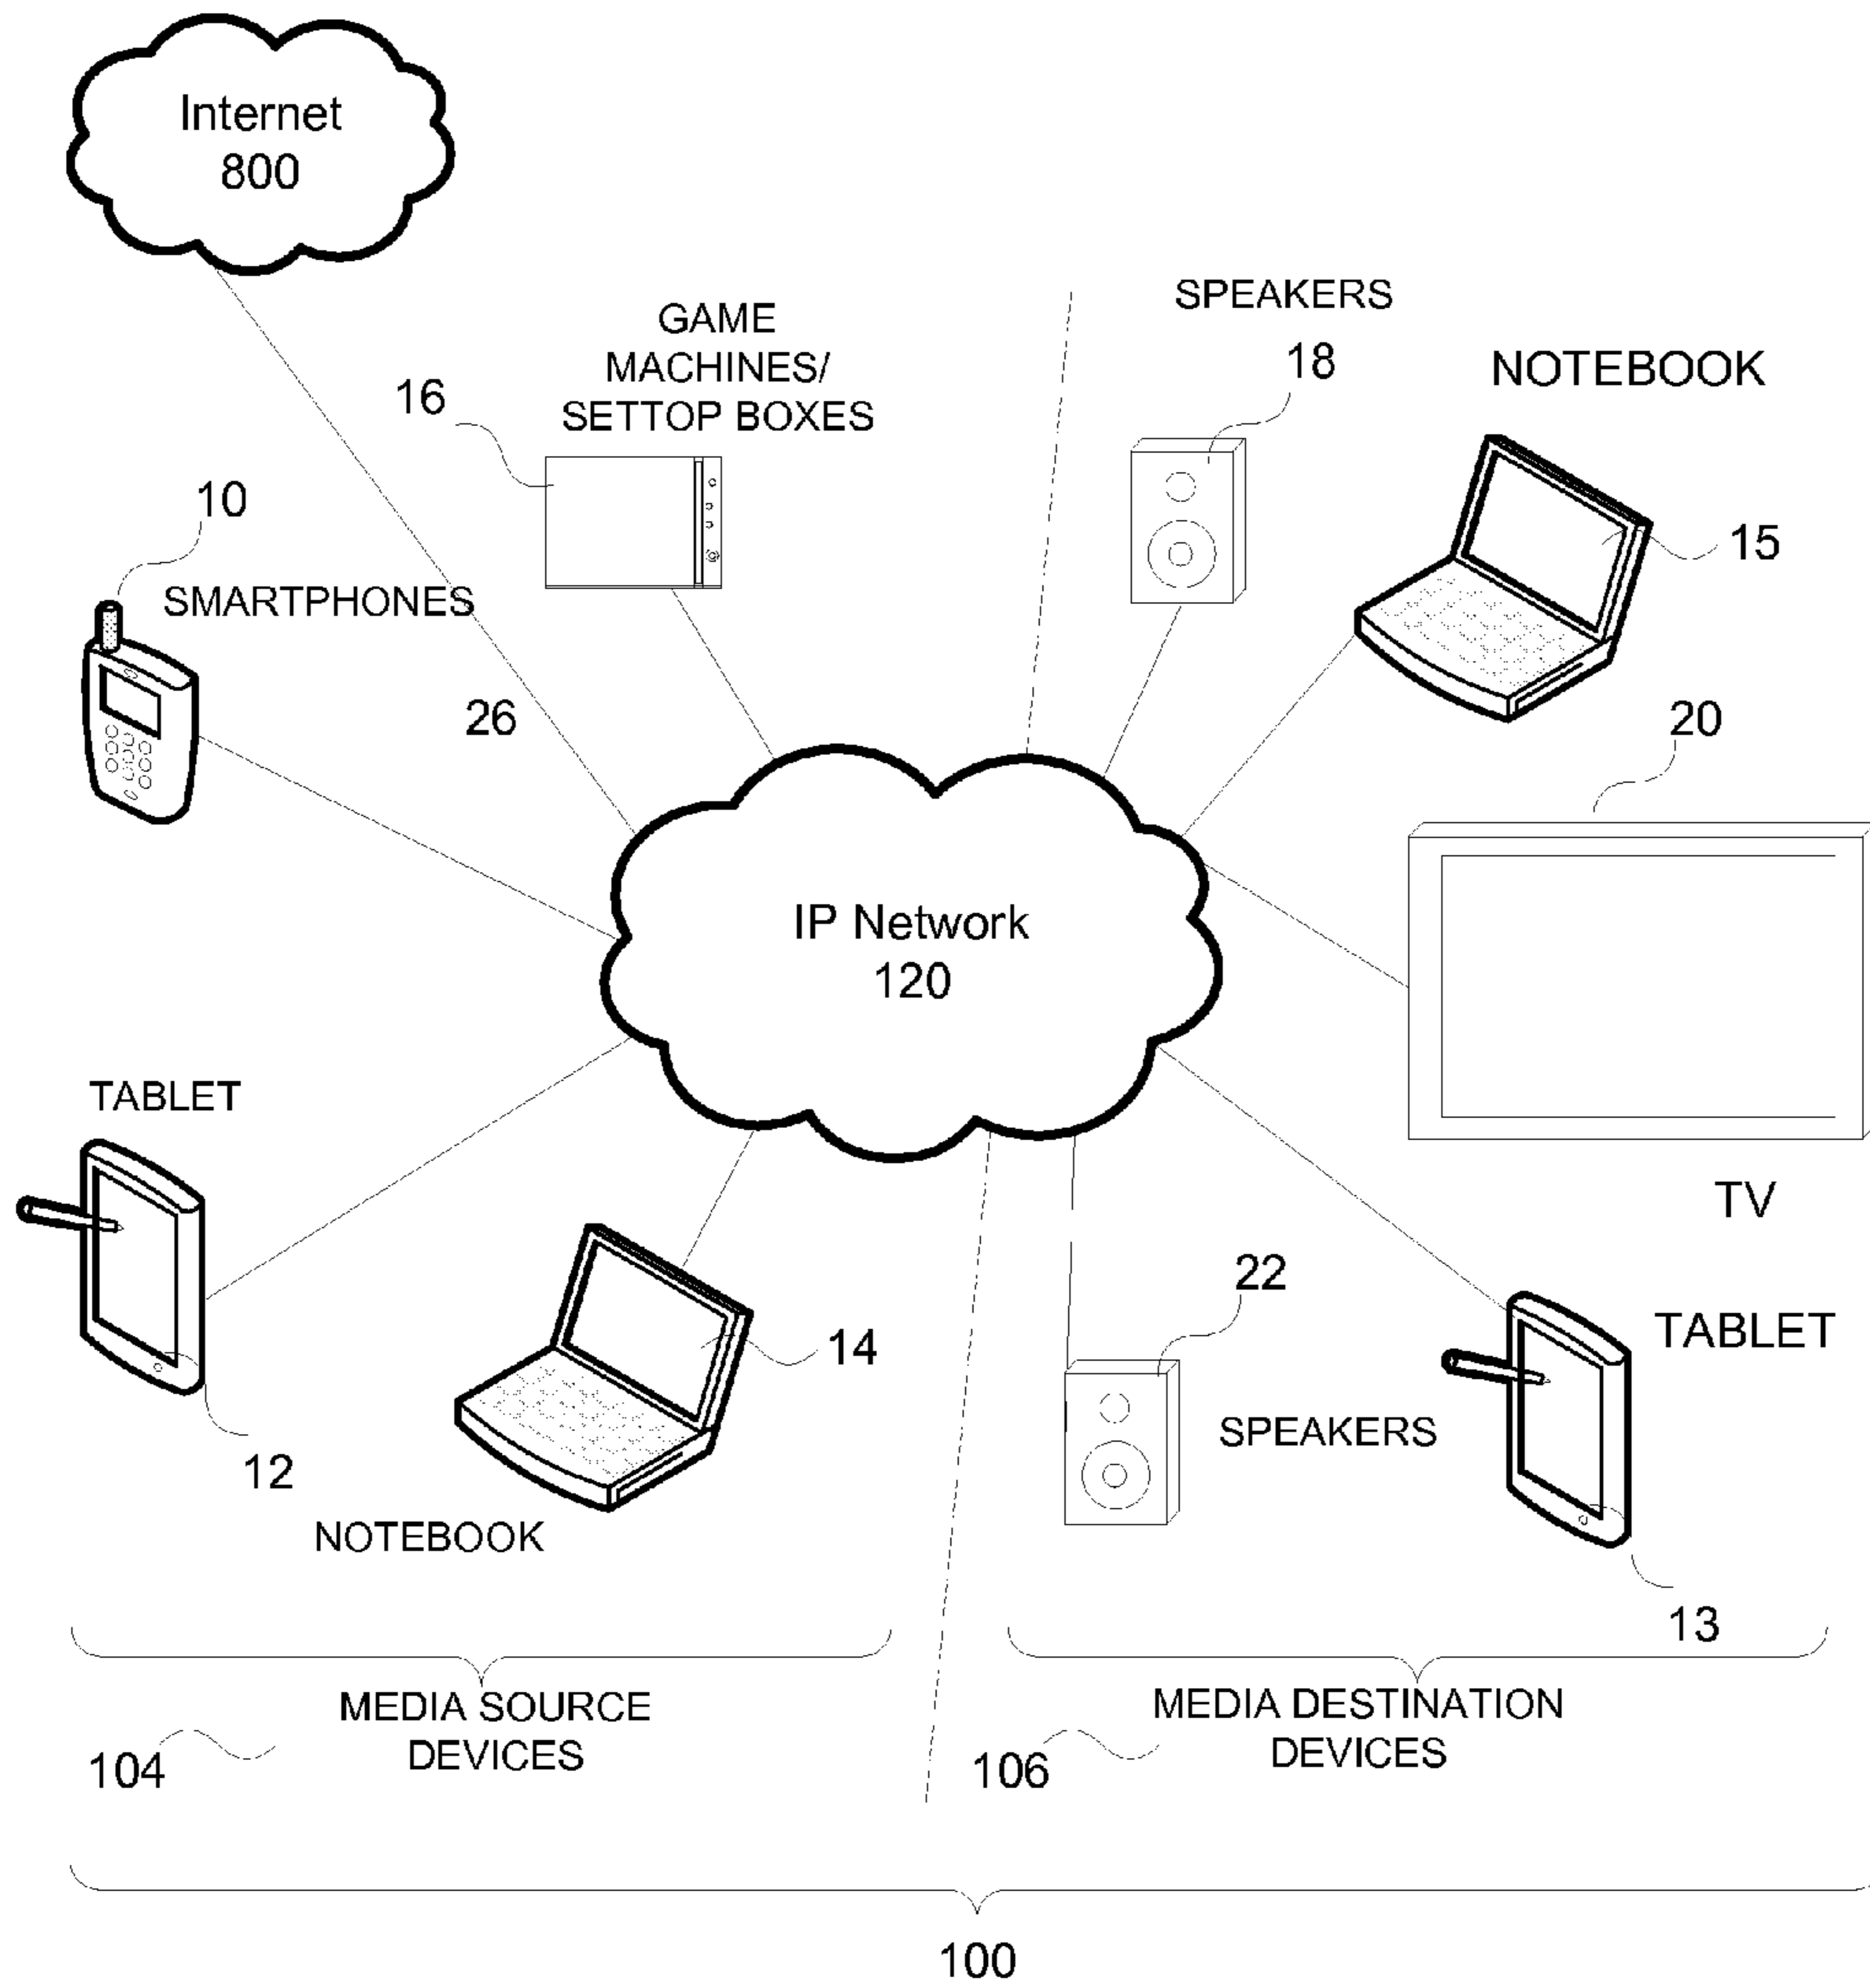 Internet
800
GAME
MACHINES/
SETTOP BOXES
16
SPEAKERS
18
NOTEBOOK
15
10
SMARTPHONES
26
20
IP Network
120
TV
TABLET
12
14
NOTEBOOK
22
SPEAKERS
TABLET
13
MEDIA SOURCE
DEVICES
104
MEDIA DESTINATION
DEVICES
106
100